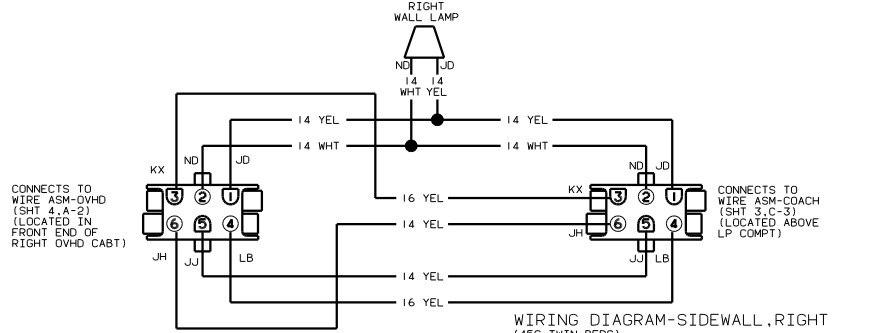 RIGHT
WALL LAMP
ND JD
14 14
WHT YEL
14 YEL 14 YEL
14 WHT 14 WHT
KX ND JD
ND JD
KX
3 2 1
3 2 1
16 YEL
CONNECTS TO
WIRE ASM-OVHD
(SHT 4,A-2)
(LOCATED IN
FRONT END OF
RIGHT OVHD CABT)
CONNECTS TO
WIRE ASM-COACH
(SHT 3,C-3)
(LOCATED ABOVE
LP COMPT)
6 5 4
6 5 4
14 YEL
JH JJ LB
JH JJ LB
14 YEL
16 YEL
WIRING DIAGRAM-SIDEWALL,RIGHT